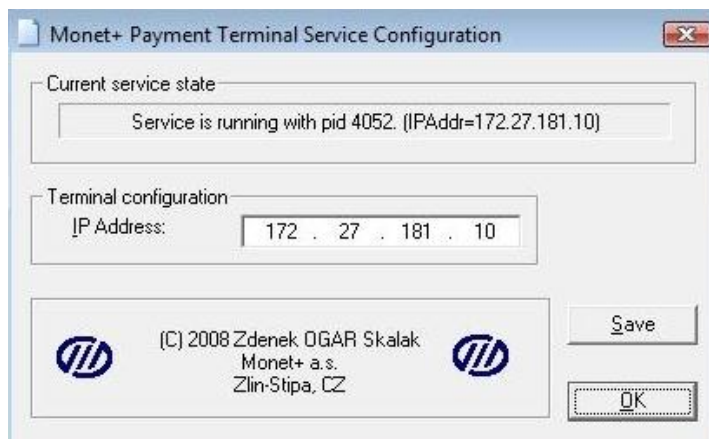 Monet+ Payment Terminal Service Configuration
Current service state
Service is running with pid 4052. (IPAddr=172.27.181.10)
Terminal configuration
IP Address:
172 . 27 . 181 . 10
(C) 2008 Zdenek OGAR Skalak
Monet+ a.s.
Zlin-Stipa, CZ
Save
OK